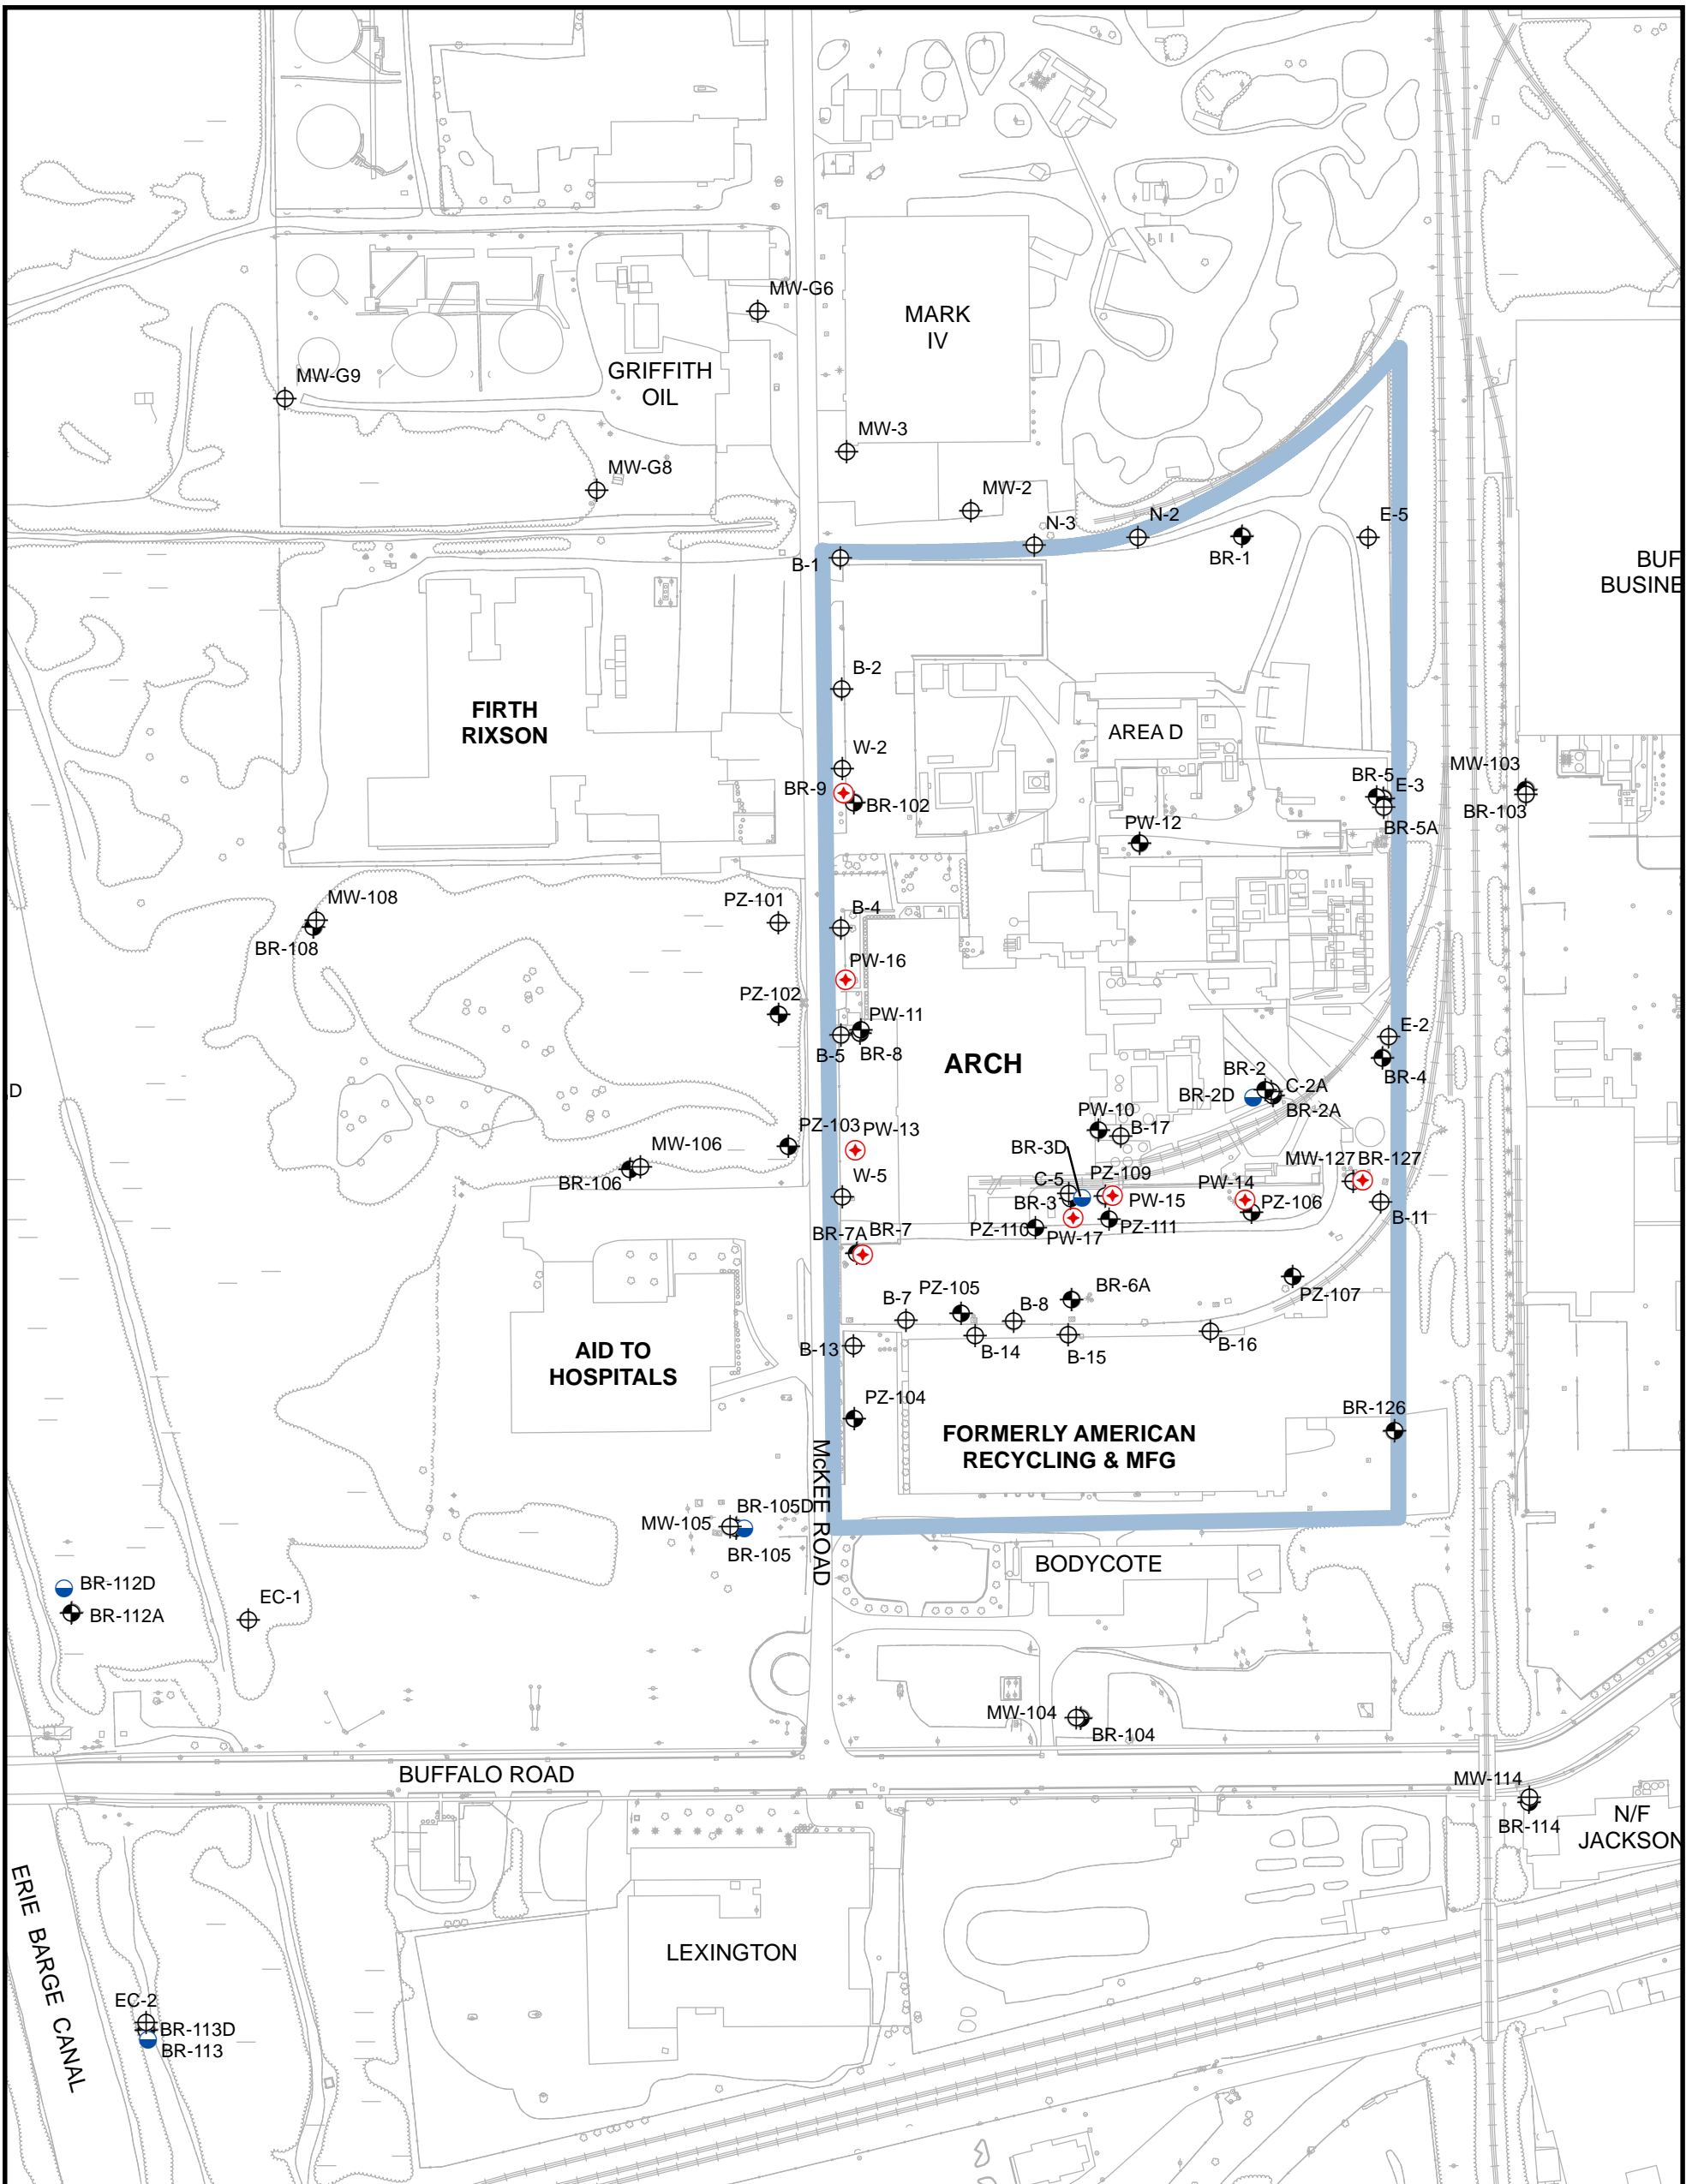 MW-G6
MARK
IV
GRIFFITH
OIL
MW-G9
MW-3
MW-G8
MW-2
N-3
N-2
E-5
B-1
BR-1
BUF
BUSINE
B-2
FIRTH
RIXSON
AREA D
W-2
MW-103
BR-5
E-3
BR-9
BR-102
BR-103
PW-12
BR-5A
MW-108
PZ-101
B-4
BR-108
PW-16
PZ-102
PW-11
E-2
B-5
BR-8
ARCH
BR-2
BR-4
D
C-2A
BR-2D
BR-2A
PW-10
PZ-103
PW-13
B-17
MW-106
BR-3D
MW-127
BR-127
BR-106
W-5
C-5
PZ-109
PW-14
BR-3
PW-15
PZ-106
B-11
BR-7A
BR-7
PZ-110
PW-17
PZ-111
BR-6A
PZ-107
B-7
PZ-105
B-8
B-13
B-14
B-15
B-16
AID TO
HOSPITALS
PZ-104
BR-126
FORMERLY AMERICAN
RECYCLING & MFG
McKEE ROAD
BR-105D
MW-105
BR-105
BODYCOTE
BR-112D
BR-112A
EC-1
MW-104
BR-104
BUFFALO ROAD
MW-114
N/F
JACKSON
BR-114
ERIE BARGE CANAL
LEXINGTON
EC-2
BR-113D
BR-113